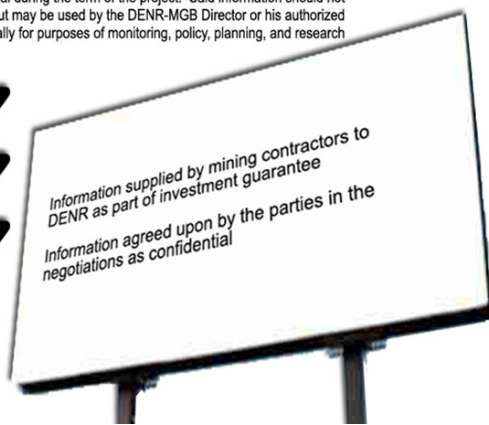 al during the term of the project. Said information should not
ut may be used by the DENR-MGB Director or his authorized
ally for purposes of monitoring, policy, planning, and research
Information supplied by mining contractors to
DENR as part of investment guarantee
Information agreed upon by the parties in the
negotiations as confidential